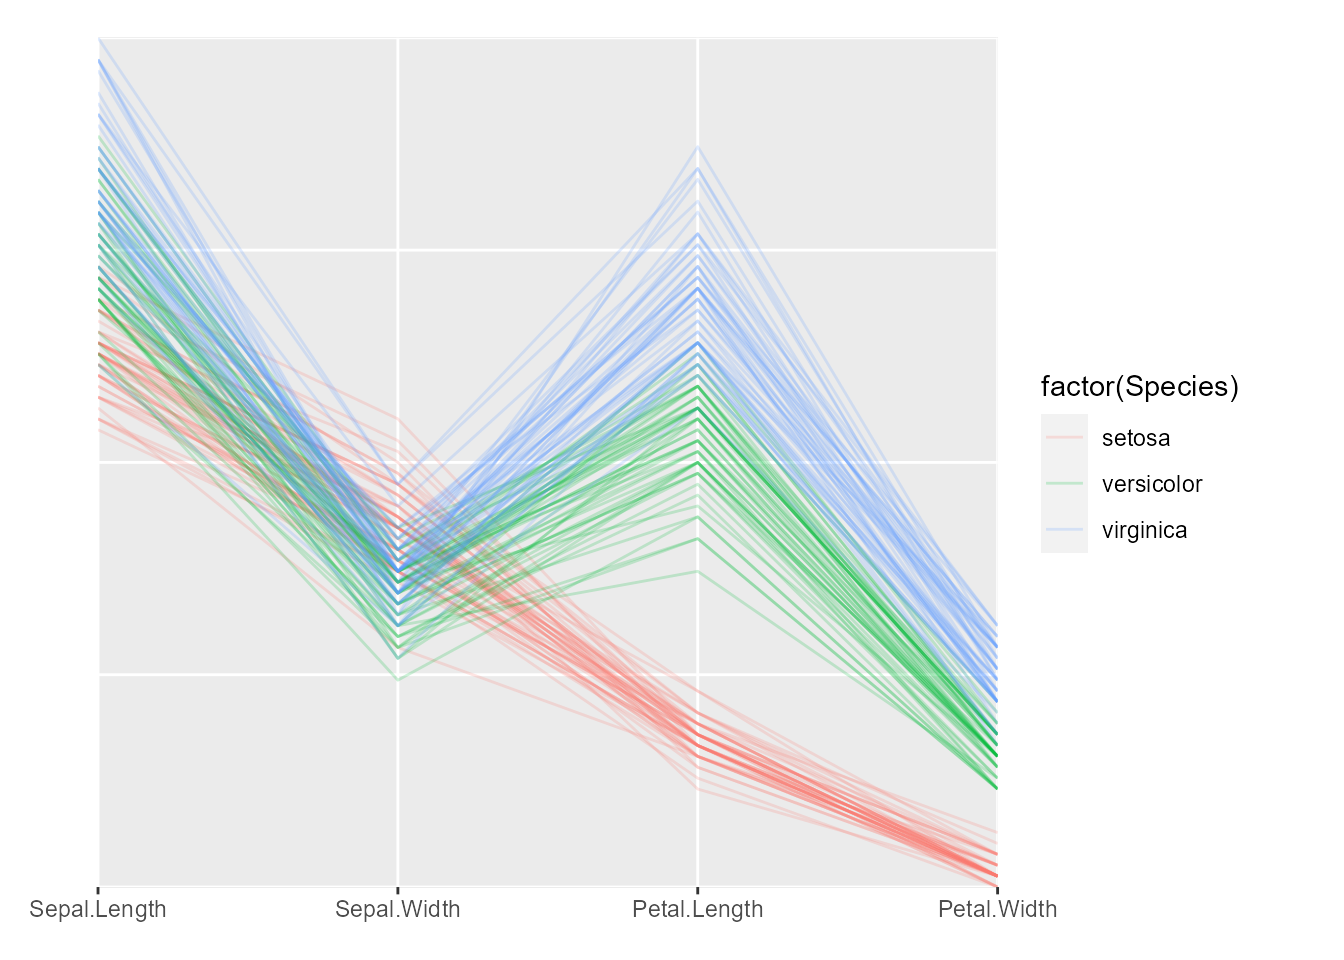 factor(Species)
setosa
versicolor
virginica
Sepal.Length
Sepal.Width
Petal.Length
Petal.Width